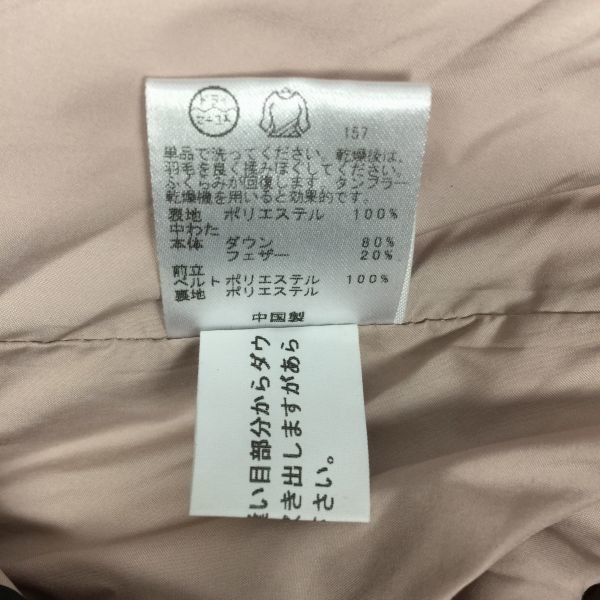 ドライ
セキユ系
157
単品で洗ってください。乾燥後は、
羽毛を良く揉みほぐしてください。
ふくらみが回復します。タンブラー
乾燥機を用いると効果的です。
表地 ポリエステル 100%
中わた
本体 ダウン 80%
フェザー 20%
前立
ベルト ポリエステル 100%
裏地 ポリエステル
中国製
い目部分からダウ
き出しますがあら
さい。